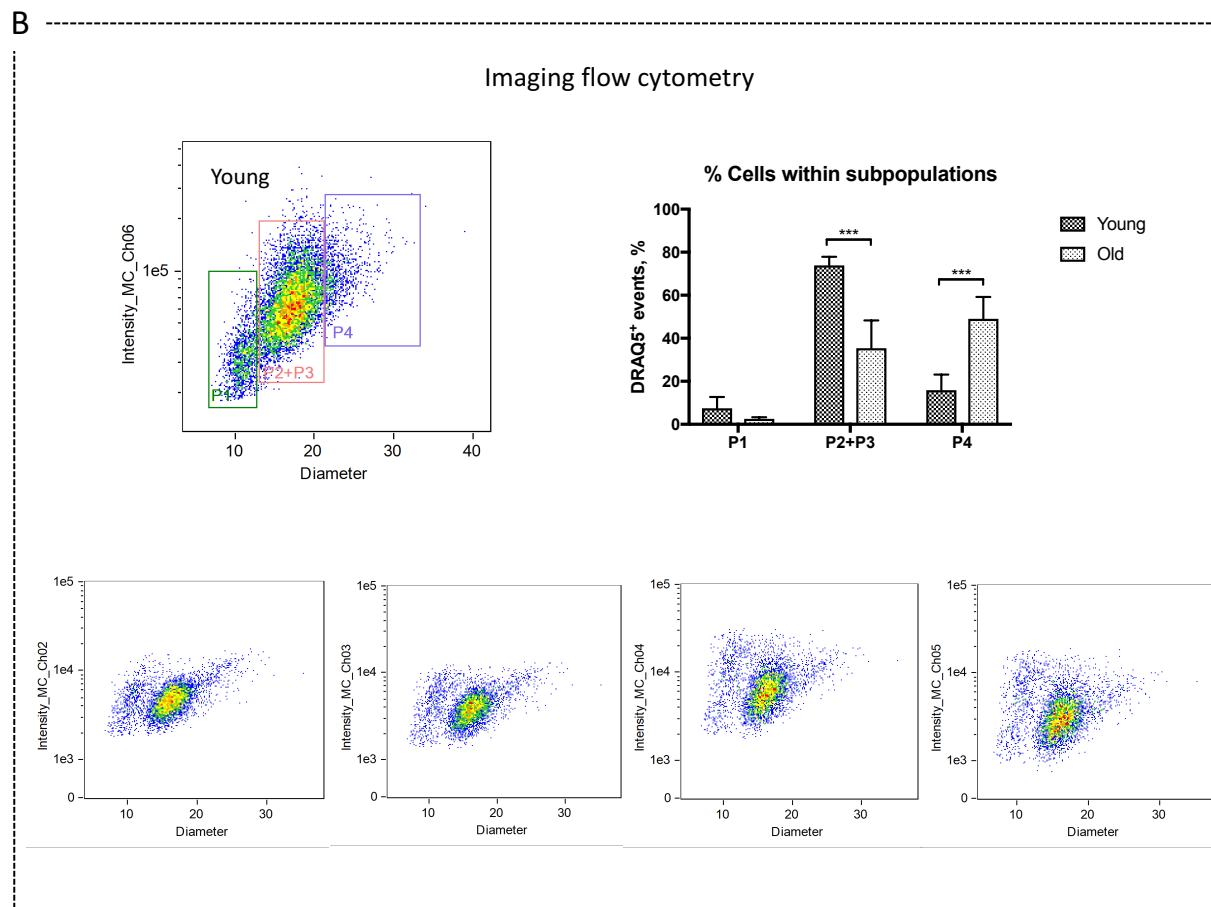 B
Imaging flow cytometry
Young
Intensity_MC_Ch06
1e5
P1
P2+P3
P4
10 20 30 40
Diameter
% Cells within subpopulations
DRAQ5⁺ events, %
100
80
60
40
20
0
***
***
P1 P2+P3 P4
Young
Old
Intensity_MC_Ch02
1e5
1e4
1e3
0
10 20 30
Diameter
Intensity_MC_Ch03
1e5
1e4
1e3
0
10 20 30
Diameter
Intensity_MC_Ch04
1e5
1e4
1e3
0
10 20 30
Diameter
Intensity_MC_Ch05
1e5
1e4
1e3
0
10 20 30
Diameter